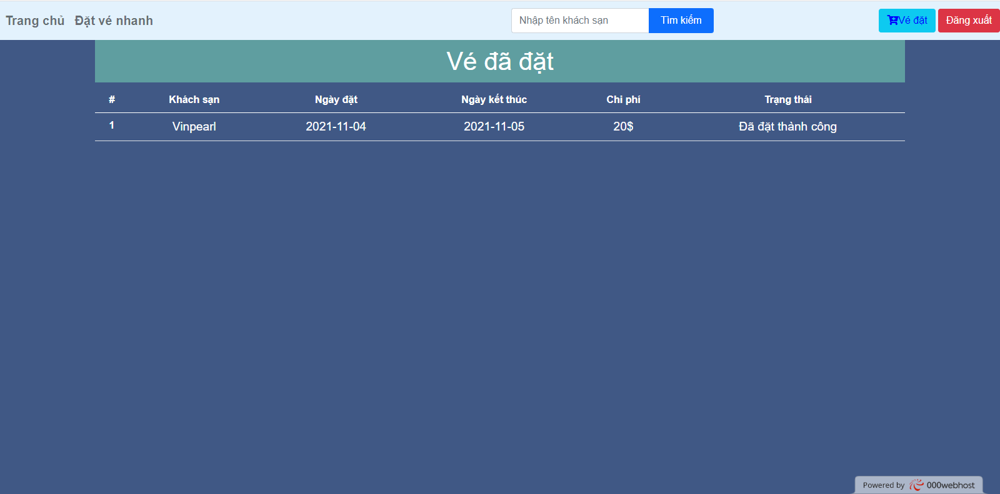 Trang chủ Đặt vé nhanh Nhập tên khách sạn Tìm kiếm Vé đặt Đăng xuất
Vé đã đặt
# Khách sạn Ngày đặt Ngày kết thúc Chi phí Trạng thái
1 Vinpearl 2021-11-04 2021-11-05 20$ Đã đặt thành công
Powered by 000webhost